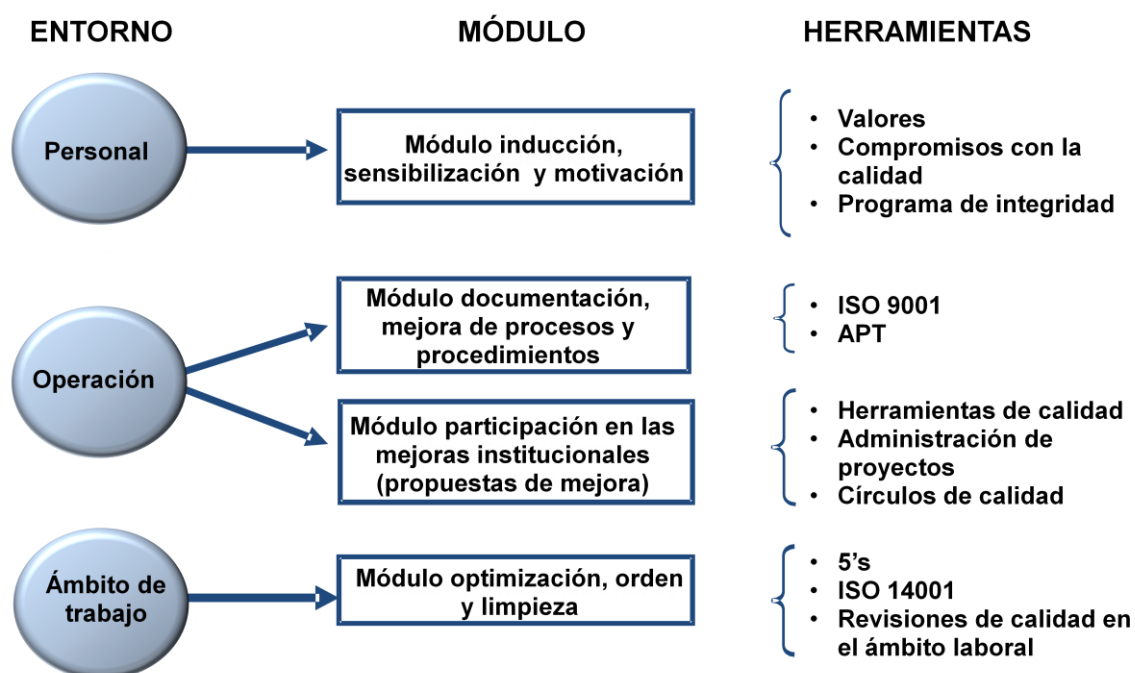 ENTORNO
MÓDULO
HERRAMIENTAS
Personal
Módulo inducción,
sensibilización y motivación
• Valores
• Compromisos con la
calidad
• Programa de integridad
Operación
Módulo documentación,
mejora de procesos y
procedimientos
• ISO 9001
• APT
Módulo participación en las
mejoras institucionales
(propuestas de mejora)
• Herramientas de calidad
• Administración de
proyectos
• Círculos de calidad
Ámbito de
trabajo
Módulo optimización, orden
y limpieza
• 5’s
• ISO 14001
• Revisiones de calidad en
el ámbito laboral